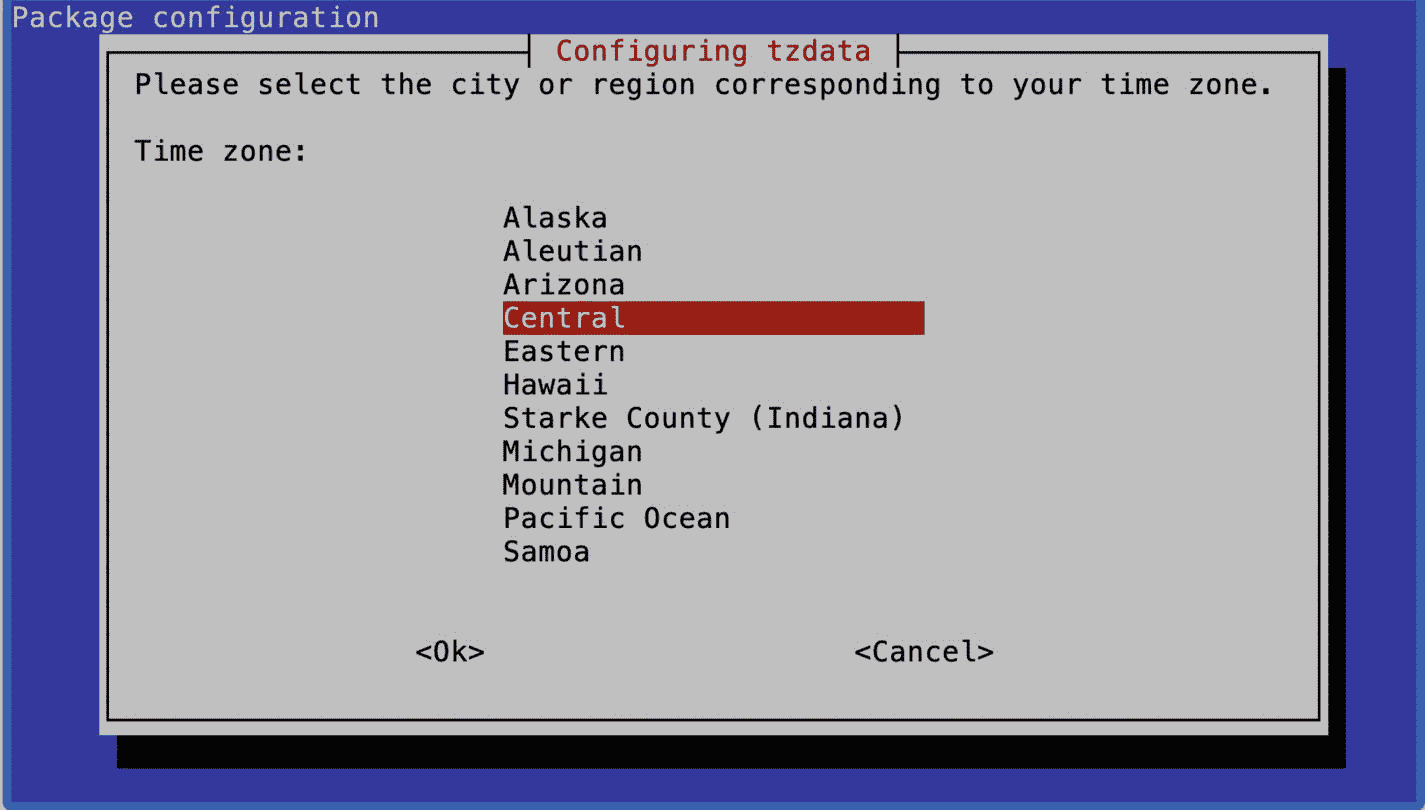 Package configuration
Configuring tzdata
Please select the city or region corresponding to your time zone.
Time zone:
Alaska
Aleutian
Arizona
Central
Eastern
Hawaii
Starke County (Indiana)
Michigan
Mountain
Pacific Ocean
Samoa
<Ok> <Cancel>